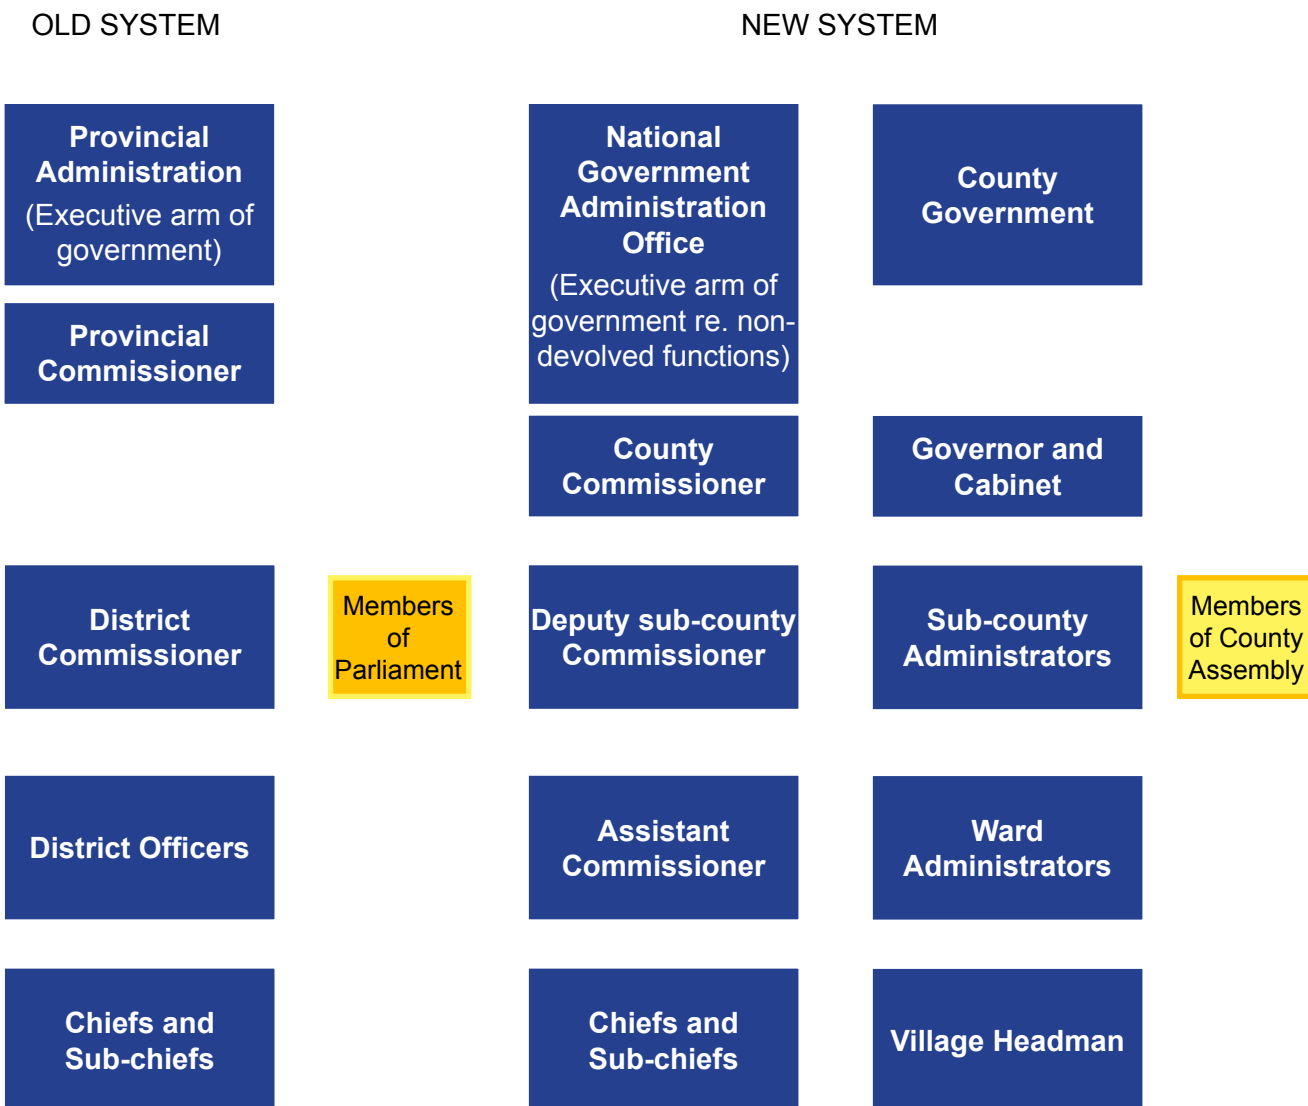 OLD SYSTEM
NEW SYSTEM
Provincial
Administration
(Executive arm of
government)
National
Government
Administration
Office
(Executive arm of
government re. non-
devolved functions)
County
Government
Provincial
Commissioner
County
Commissioner
Governor and
Cabinet
District
Commissioner
Members
of
Parliament
Deputy sub-county
Commissioner
Sub-county
Administrators
Members
of County
Assembly
District Officers
Assistant
Commissioner
Ward
Administrators
Chiefs and
Sub-chiefs
Chiefs and
Sub-chiefs
Village Headman